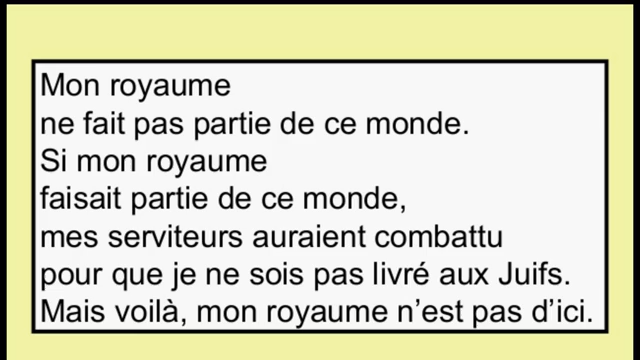 Mon royaume
ne fait pas partie de ce monde.
Si mon royaume
faisait partie de ce monde,
mes serviteurs auraient combattu
pour que je ne sois pas livré aux Juifs.
Mais voilà, mon royaume n’est pas d’ici.